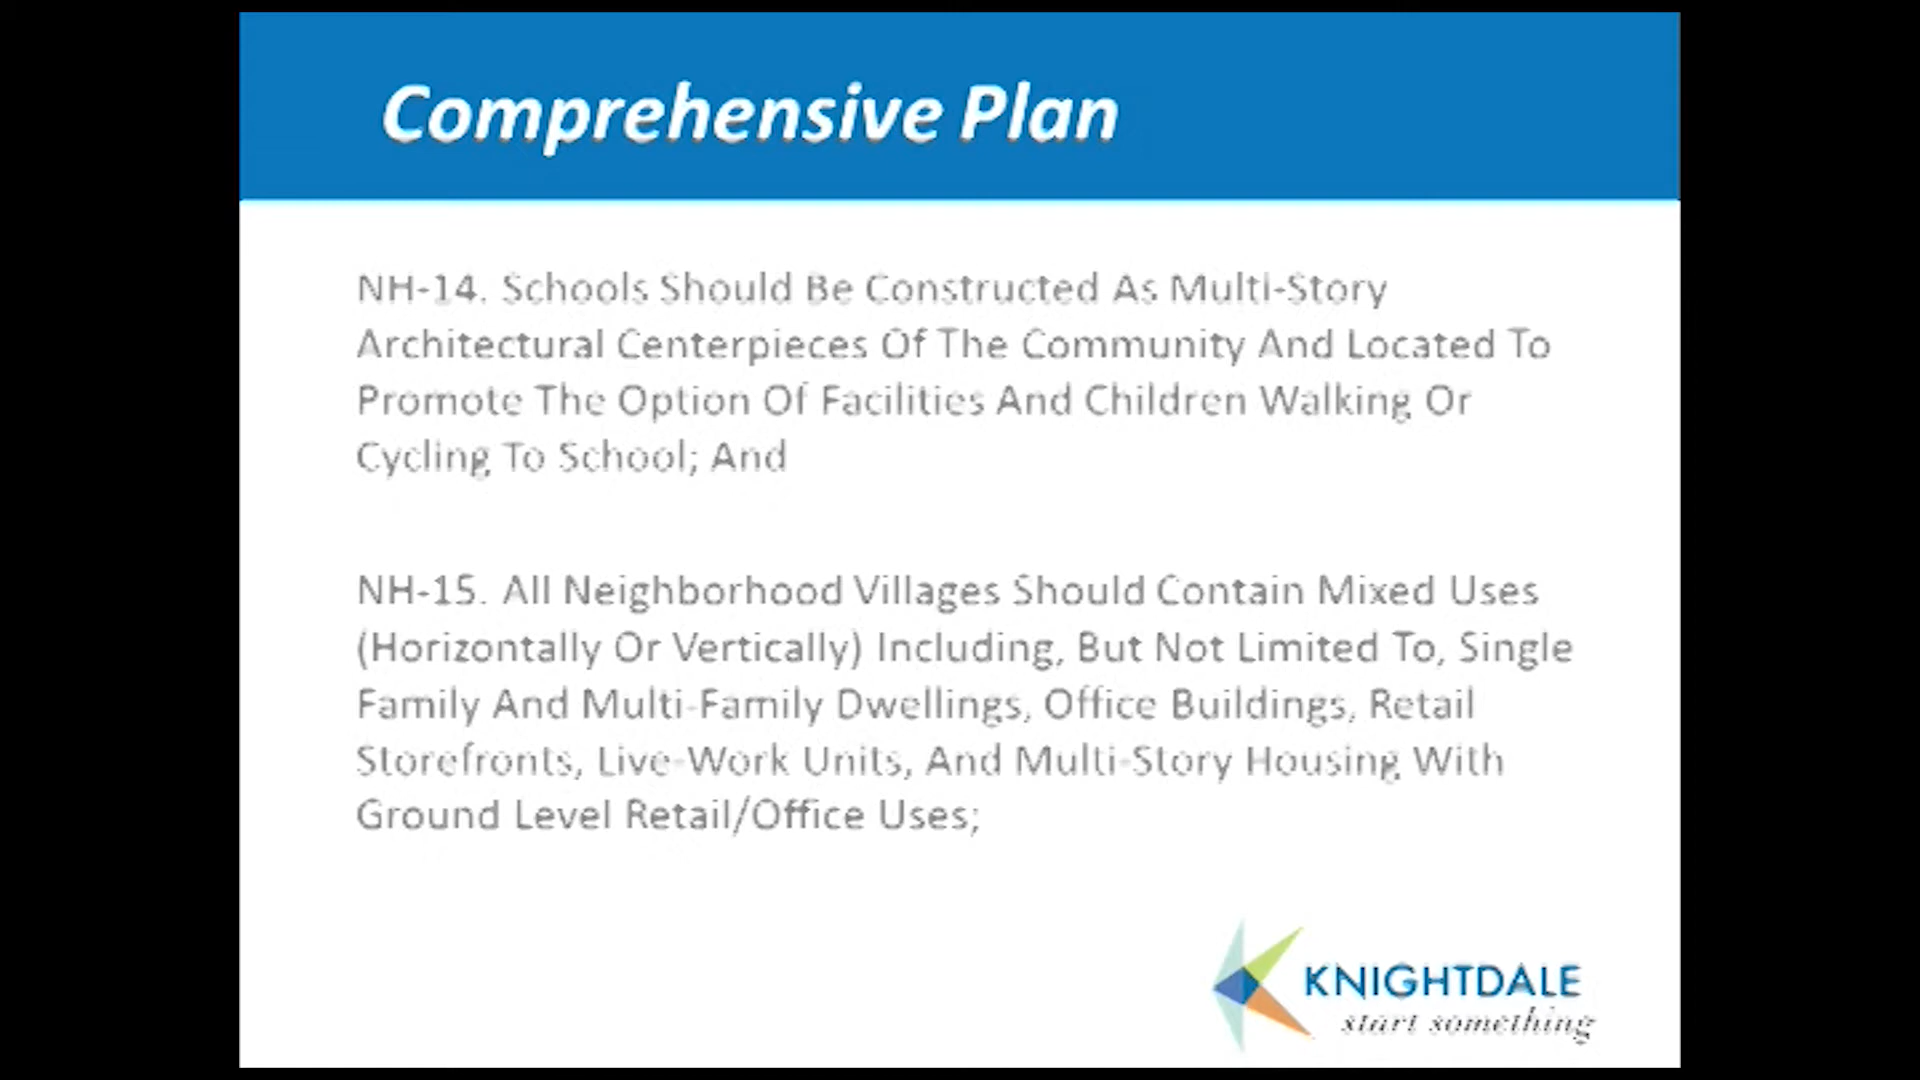 Comprehensive Plan
NH-14. Schools Should Be Constructed As Multi-Story
Architectural Centerpieces Of The Community And Located To
Promote The Option Of Facilities And Children Walking Or
Cycling To School; And
NH-15. All Neighborhood Villages Should Contain Mixed Uses
(Horizontally Or Vertically) Including, But Not Limited To, Single
Family And Multi-Family Dwellings, Office Buildings, Retail
Storefronts, Live-Work Units, And Multi-Story Housing With
Ground Level Retail/Office Uses;
KNIGHTDALE
start something